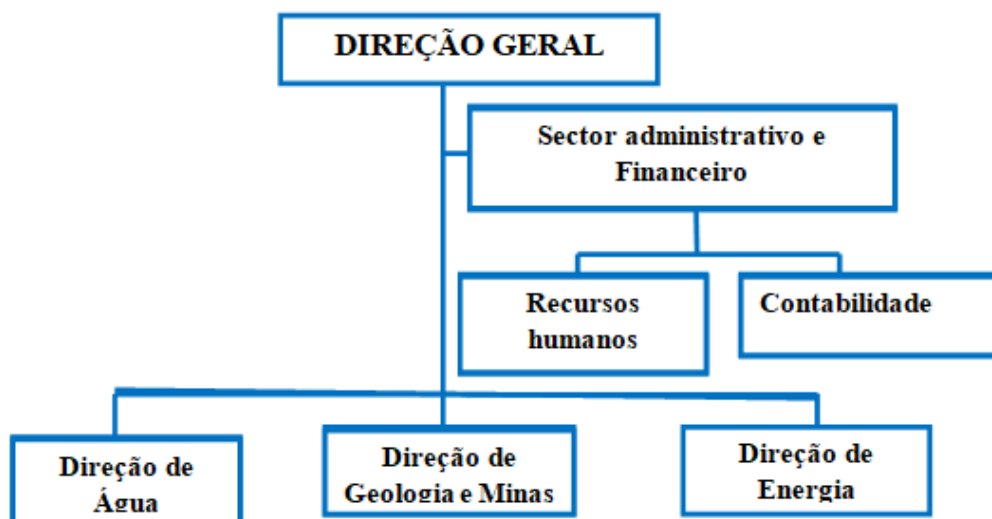 DIREÇÃO GERAL
Sector administrativo e
Financeiro
Recursos
humanos
Contabilidade
Direção de
Água
Direção de
Geologia e Minas
Direção de
Energia